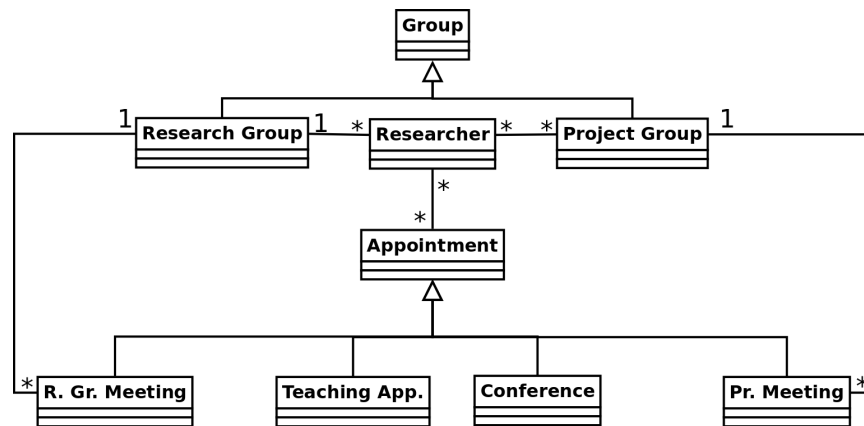 Group
1 Research Group 1 * Researcher * * Project Group 1
*
*
Appointment
* R. Gr. Meeting Teaching App. Conference Pr. Meeting *